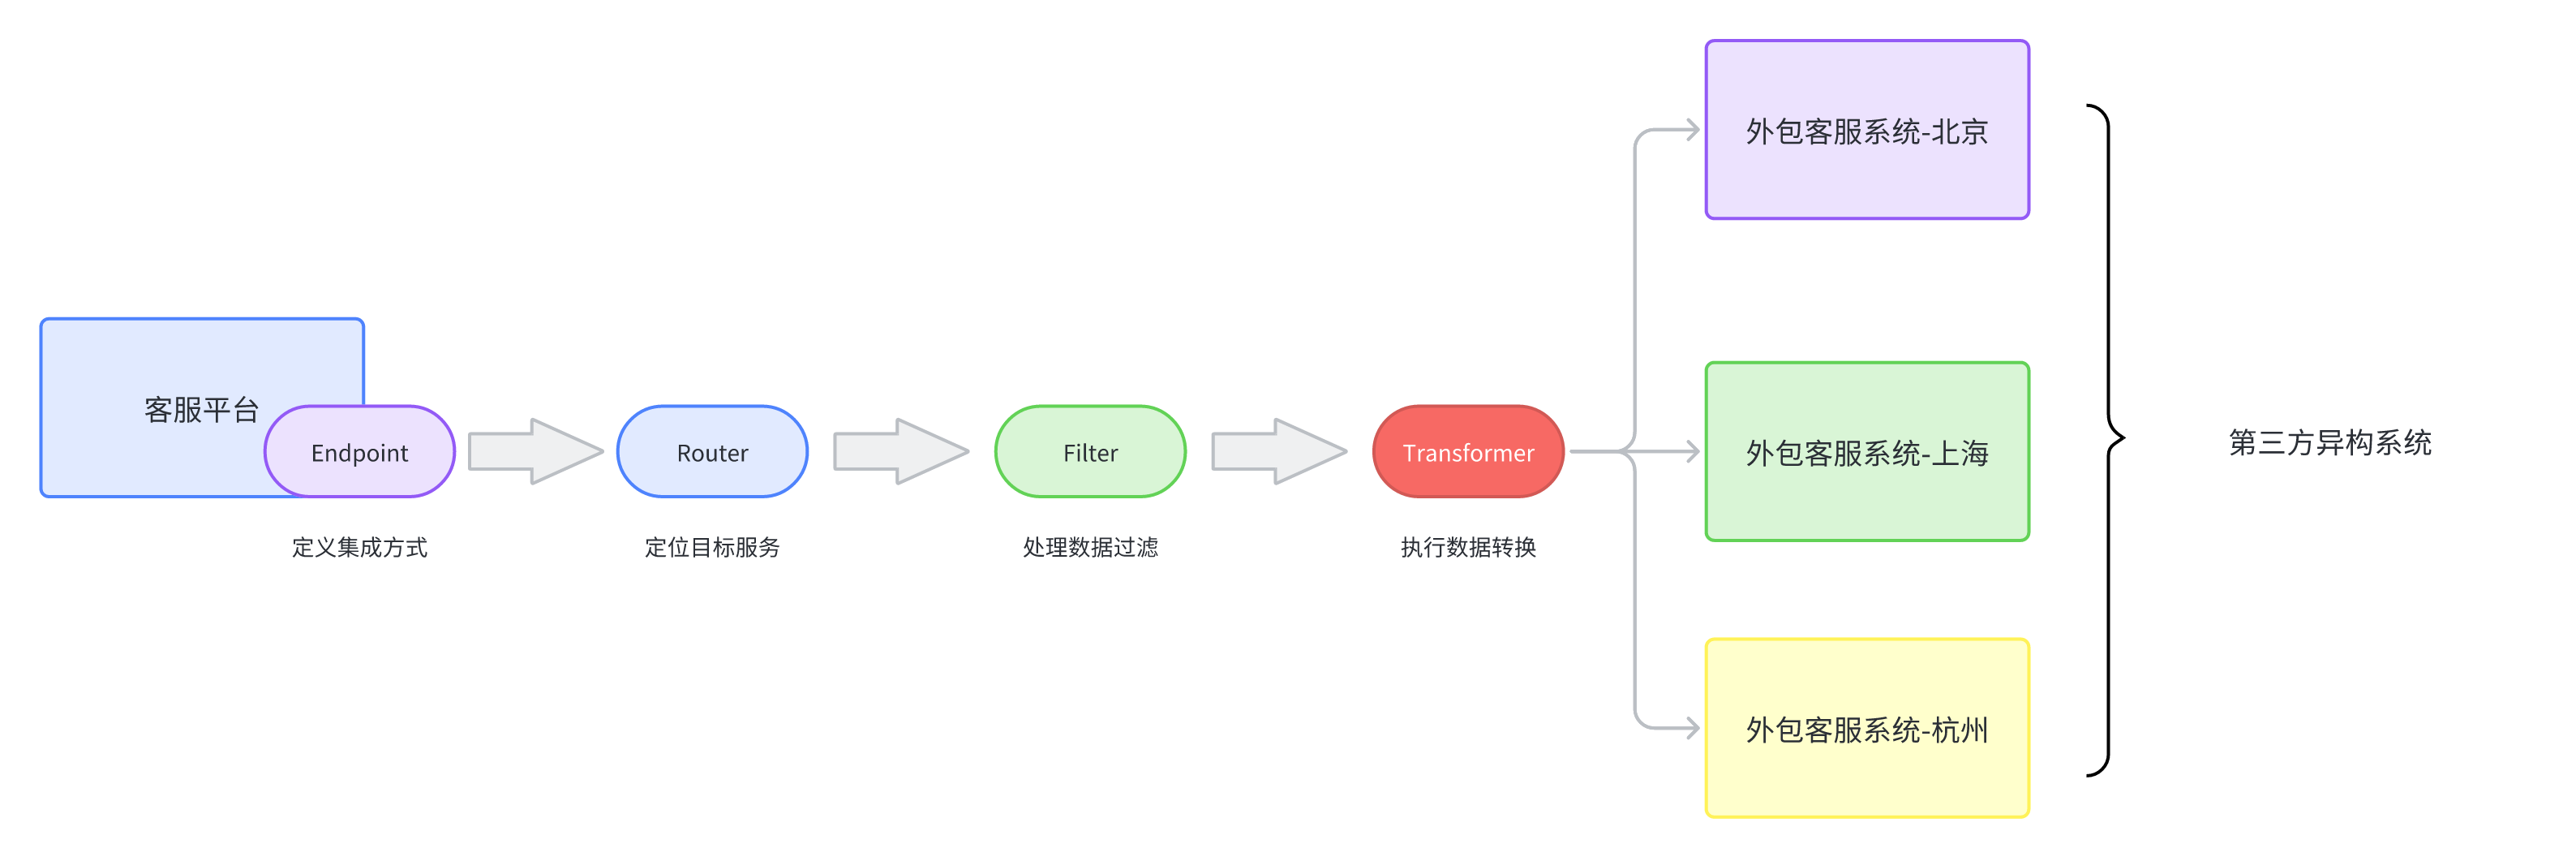 客服平台
Endpoint
定义集成方式
Router
定位目标服务
Filter
处理数据过滤
Transformer
执行数据转换
外包客服系统-北京
外包客服系统-上海
外包客服系统-杭州
第三方异构系统